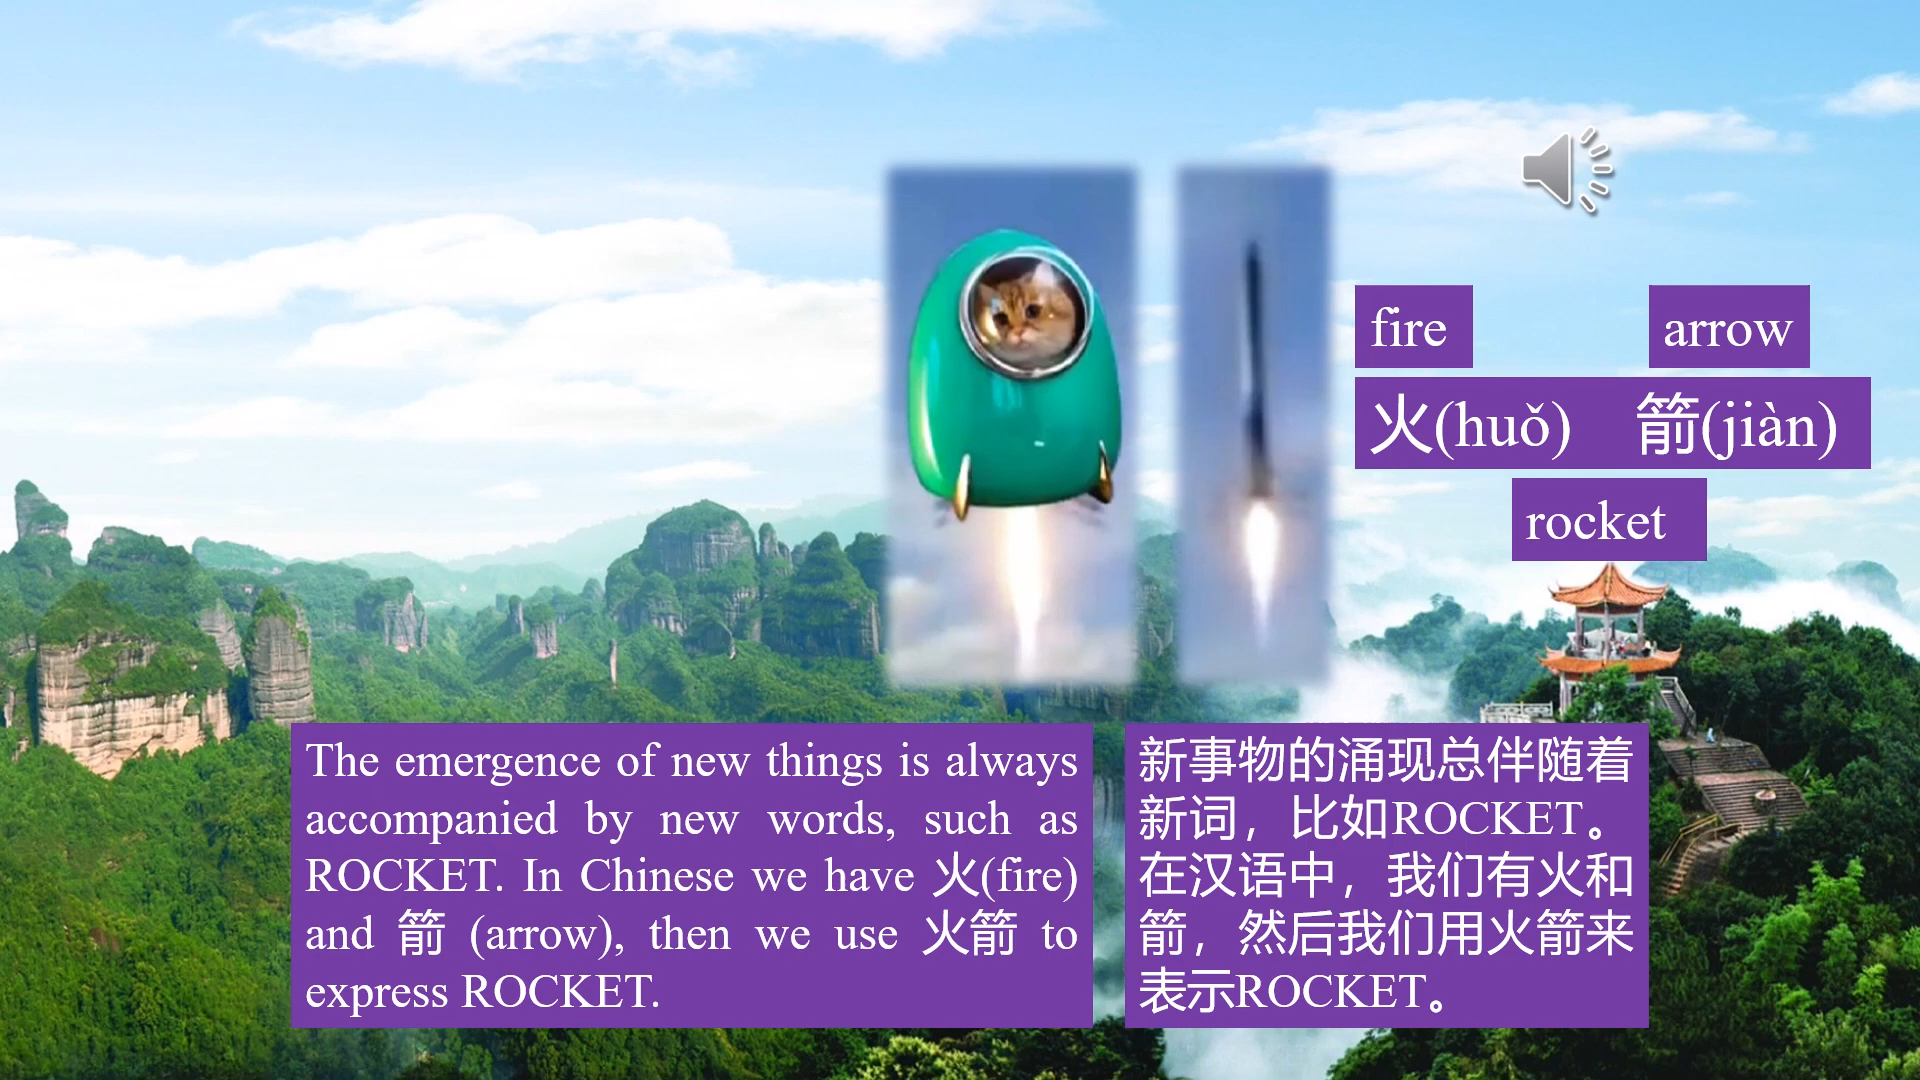 fire
arrow
火(huǒ) 箭(jiàn)
rocket
The emergence of new things is always
accompanied by new words, such as
ROCKET. In Chinese we have 火(fire)
and 箭 (arrow), then we use 火箭 to
express ROCKET.
新事物的涌现总伴随着
新词，比如ROCKET。
在汉语中，我们有火和
箭，然后我们用火箭来
表示ROCKET。